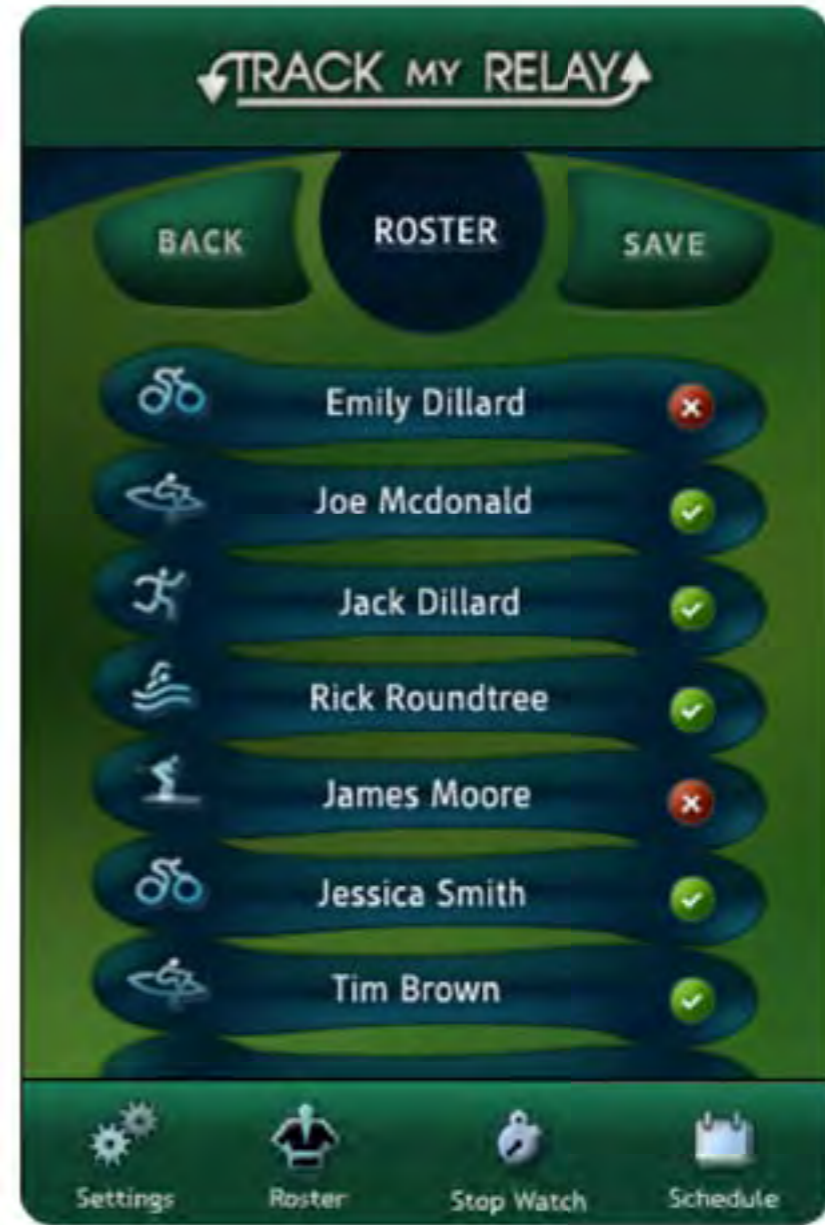 TRACK MY RELAY
BACK
ROSTER
SAVE
Emily Dillard
Joe Mcdonald
Jack Dillard
Rick Roundtree
James Moore
Jessica Smith
Tim Brown
Settings
Roster
Stop Watch
Schedule